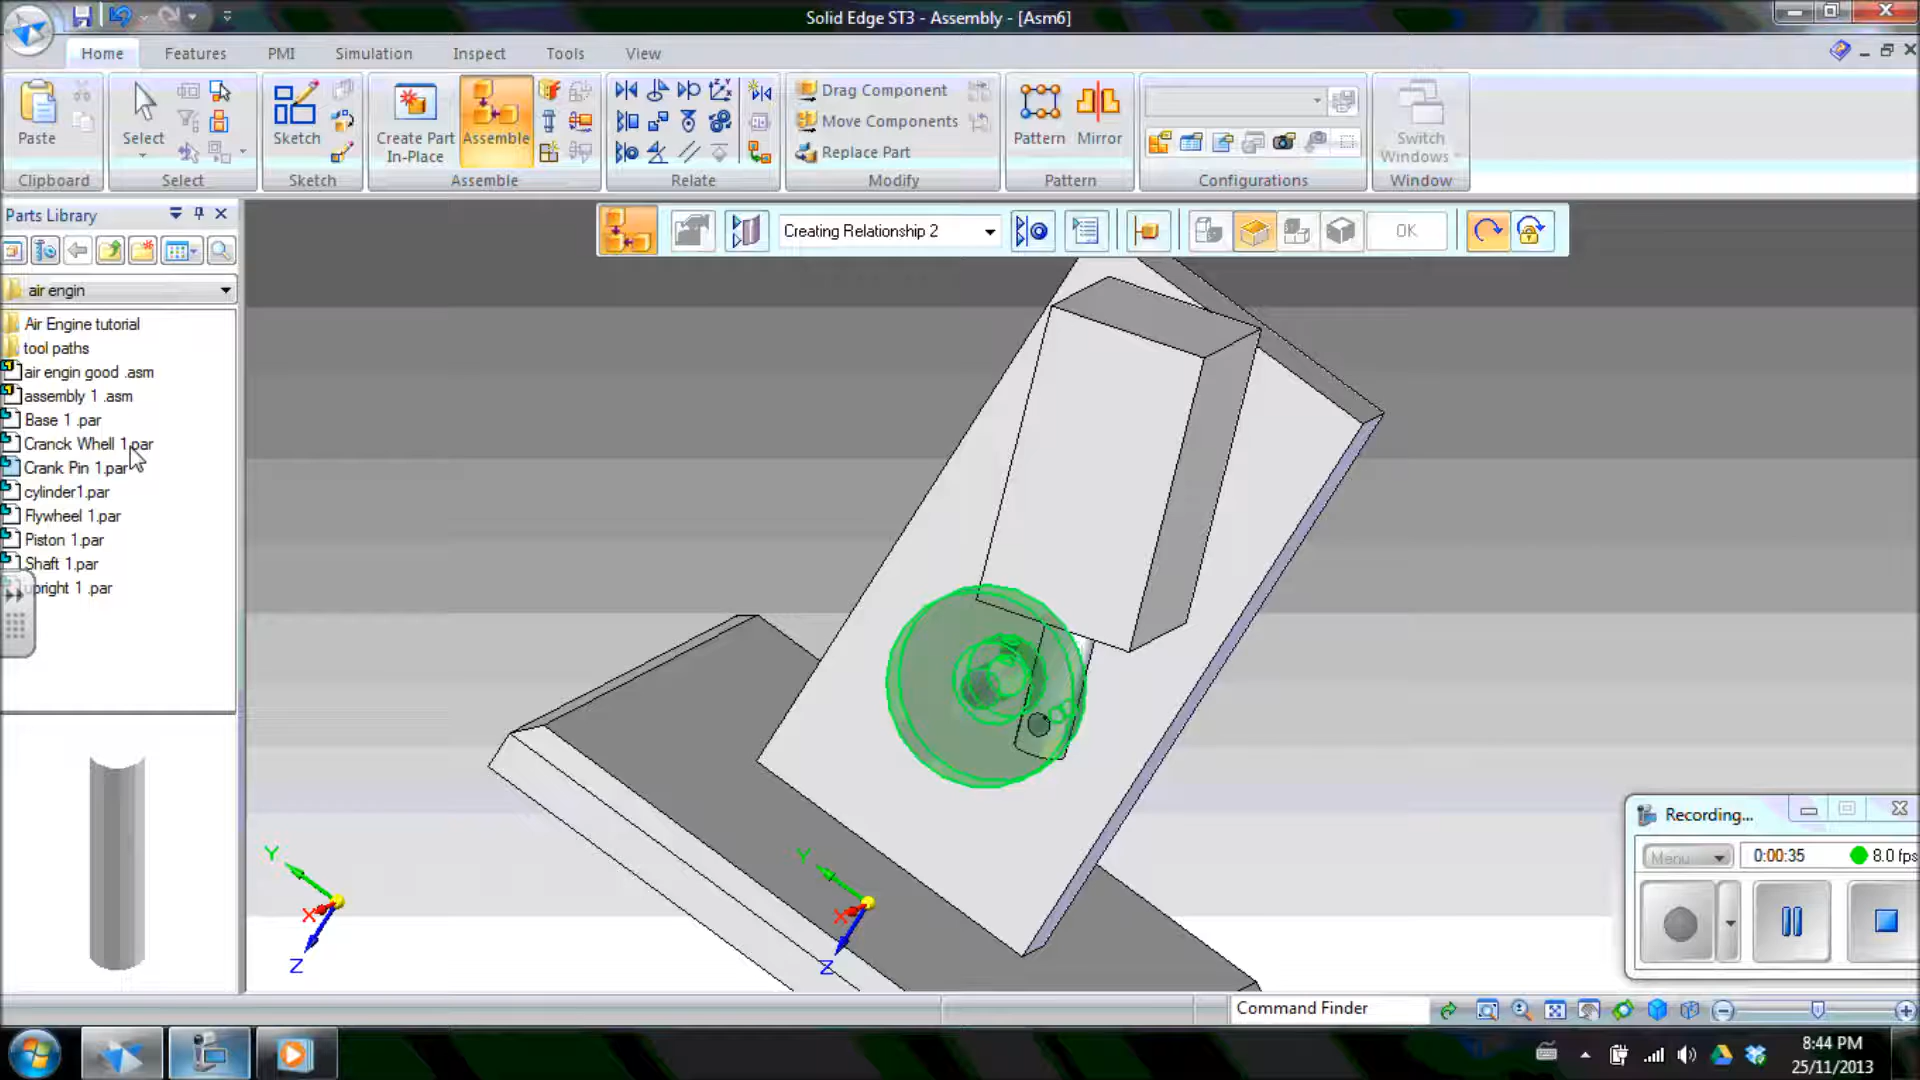 Solid Edge ST3 - Assembly - [Asm6]
Home Features PMI Simulation Inspect Tools View
Paste
Select
Sketch
Create Part In-Place
Assemble
Drag Component
Move Components
Replace Part
Pattern
Mirror
Switch Windows
Clipboard Select Sketch Assemble Relate Modify Pattern Configurations Window
Parts Library
Creating Relationship 2
OK
air engin
Air Engine tutorial
tool paths
air engin good .asm
assembly 1 .asm
Base 1 .par
Cranck Whell 1.par
Crank Pin 1.par
cylinder1.par
Flywheel 1.par
Piston 1.par
Shaft 1.par
upright 1 .par
Y
X
Z
Y
X
Z
Recording...
Menu
0:00:35
8.0 fps
Command Finder
8:44 PM
25/11/2013